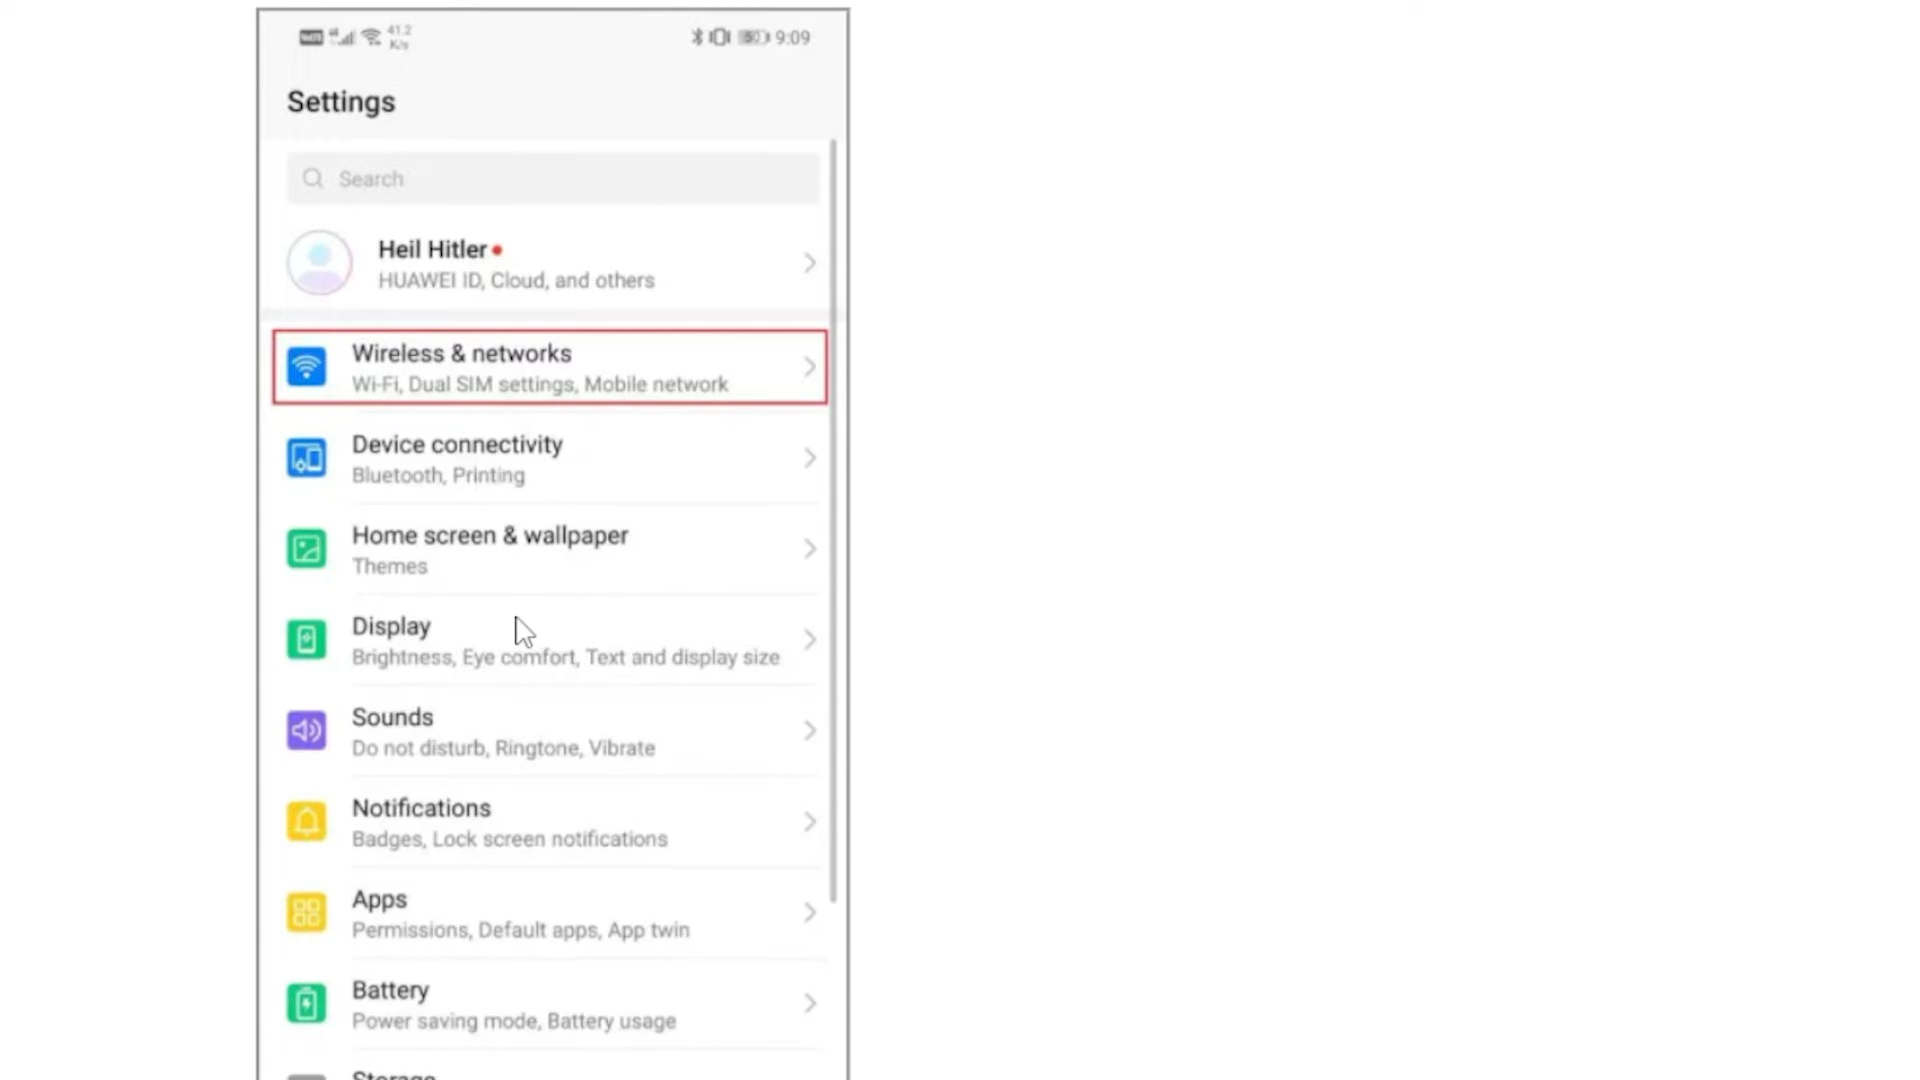 41.2
K/s
9:09
Settings
Search
Heil Hitler
HUAWEI ID, Cloud, and others
Wireless & networks
Wi-Fi, Dual SIM settings, Mobile network
Device connectivity
Bluetooth, Printing
Home screen & wallpaper
Themes
Display
Brightness, Eye comfort, Text and display size
Sounds
Do not disturb, Ringtone, Vibrate
Notifications
Badges, Lock screen notifications
Apps
Permissions, Default apps, App twin
Battery
Power saving mode, Battery usage
Storage